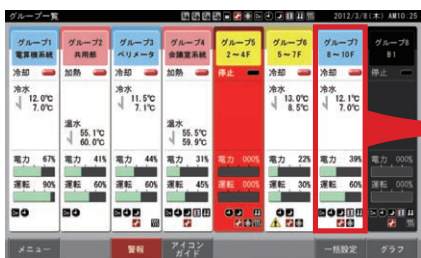 グループ一覧 2012/3/8(木) AM10:25
グループ1 グループ2 グループ3 グループ4 グループ5 グループ6 グループ7 グループ8
電算機系統 共用部 ペリメータ 会議室系統 2～4F 5～7F 8～10F B1
冷却 加熱 冷却 加熱 停止 冷却 冷却 停止
冷水 冷水 冷水 冷水
12.0℃ 11.5℃ 13.0℃ 12.1℃
7.0℃ 7.1℃ 8.5℃ 7.0℃
温水 温水
55.1℃ 55.5℃
60.0℃ 59.9℃
電力 67% 電力 41% 電力 44% 電力 31% 電力 000% 電力 22% 電力 39% 電力 000%
運転 90% 運転 60% 運転 60% 運転 45% 運転 000% 運転 30% 運転 60% 運転 000%
メニュー 警報 アイコン 一括設定 グラフ
ガイド